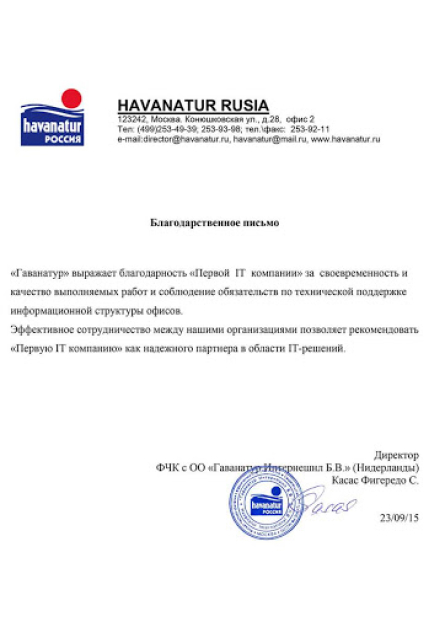 havanatur
РОССИЯ
HAVANATUR RUSIA
123242, Москва. Конюшковская ул., д.28, офис 2
Тел: (499)253-49-39; 253-93-98; тел.\факс: 253-92-11
e-mail:director@havanatur.ru, havanatur@mail.ru, www.havanatur.ru
Благодарственное письмо
«Гаванатур» выражает благодарность «Первой IT компании» за своевременность и
качество выполняемых работ и соблюдение обязательств по технической поддержке
информационной структуры офисов.
Эффективное сотрудничество между нашими организациями позволяет рекомендовать
«Первую IT компанию» как надежного партнера в области IT-решений.
Директор
ФЧК с ОО «Гаванатур Интернешнл Б.В.» (Нидерланды)
Касас Фигередо С.
havanatur
РОССИЯ
23/09/15